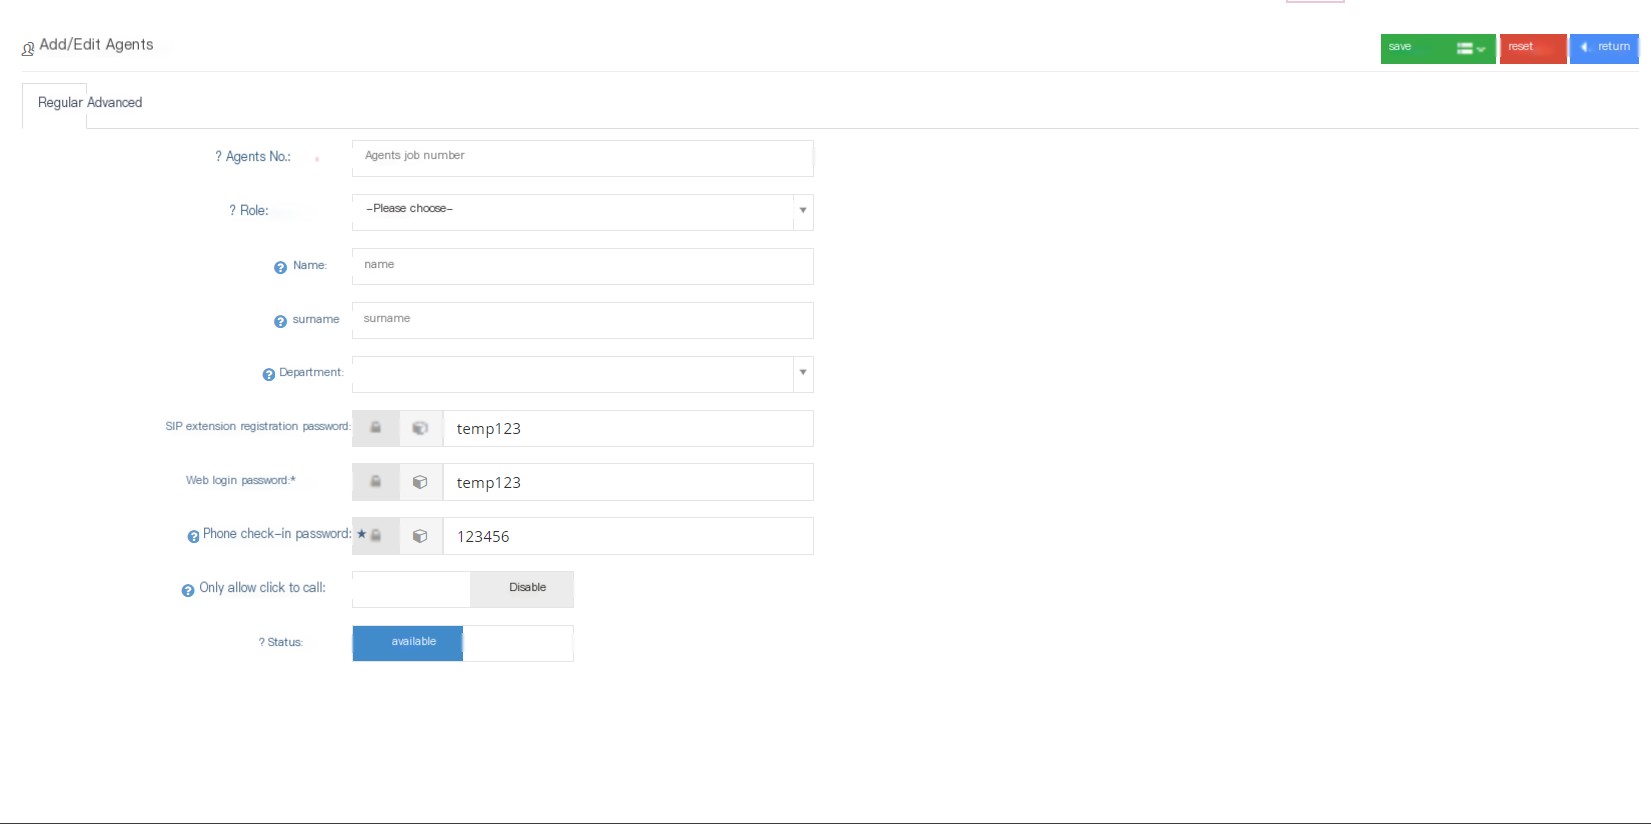 Add/Edit Agents
save
reset
return
Regular Advanced
? Agents No.:
Agents job number
? Role:
–Please choose–
? Name:
name
? surname
surname
? Department:
SIP extension registration password:
temp123
Web login password:*
temp123
? Phone check–in password: ★
123456
? Only allow click to call:
Disable
? Status:
available